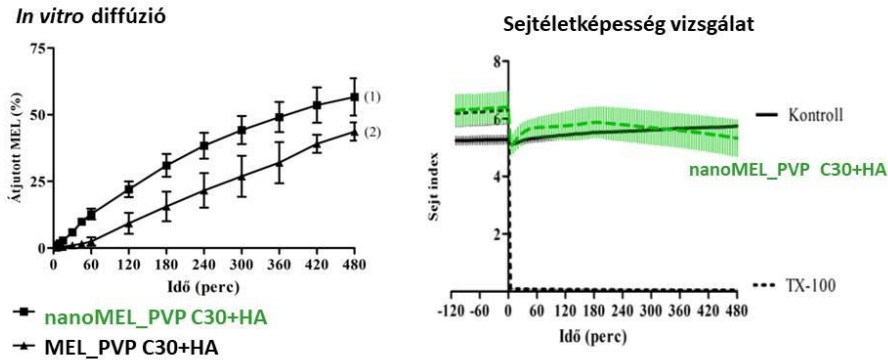 In vitro diffúzió
75
50
25
0
Átjutott MEL (%)
(1)
(2)
0 60 120 180 240 300 360 420 480
Idő (perc)
nanoMEL_PVP C30+HA
MEL_PVP C30+HA
Sejtéletképesség vizsgálat
8
6
4
2
Sejt index
Kontroll
nanoMEL_PVP C30+HA
TX-100
-120 -60 0 60 120 180 240 300 360 420 480
Idő (perc)